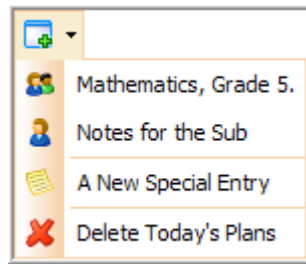 Mathematics, Grade 5.
Notes for the Sub
A New Special Entry
Delete Today's Plans